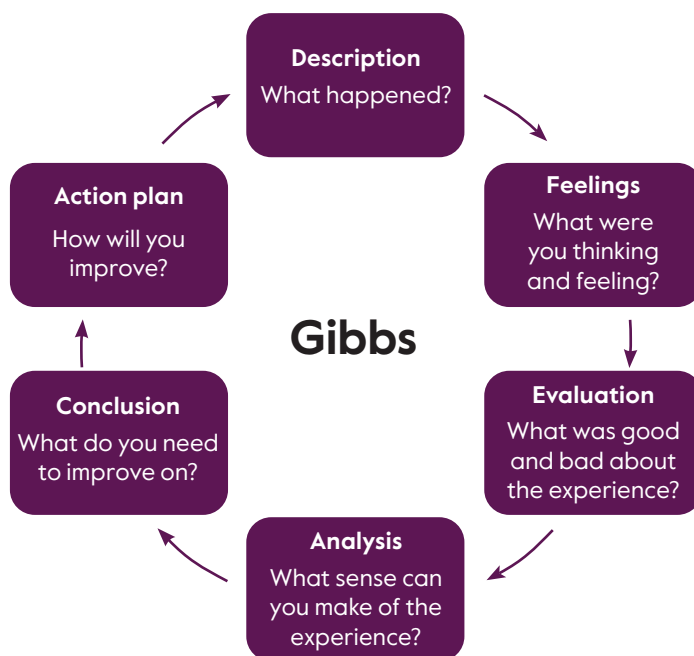 Description
What happened?
Feelings
What were
you thinking
and feeling?
Evaluation
What was good
and bad about
the experience?
Analysis
What sense can
you make of the
experience?
Conclusion
What do you need
to improve on?
Action plan
How will you
improve?
Gibbs